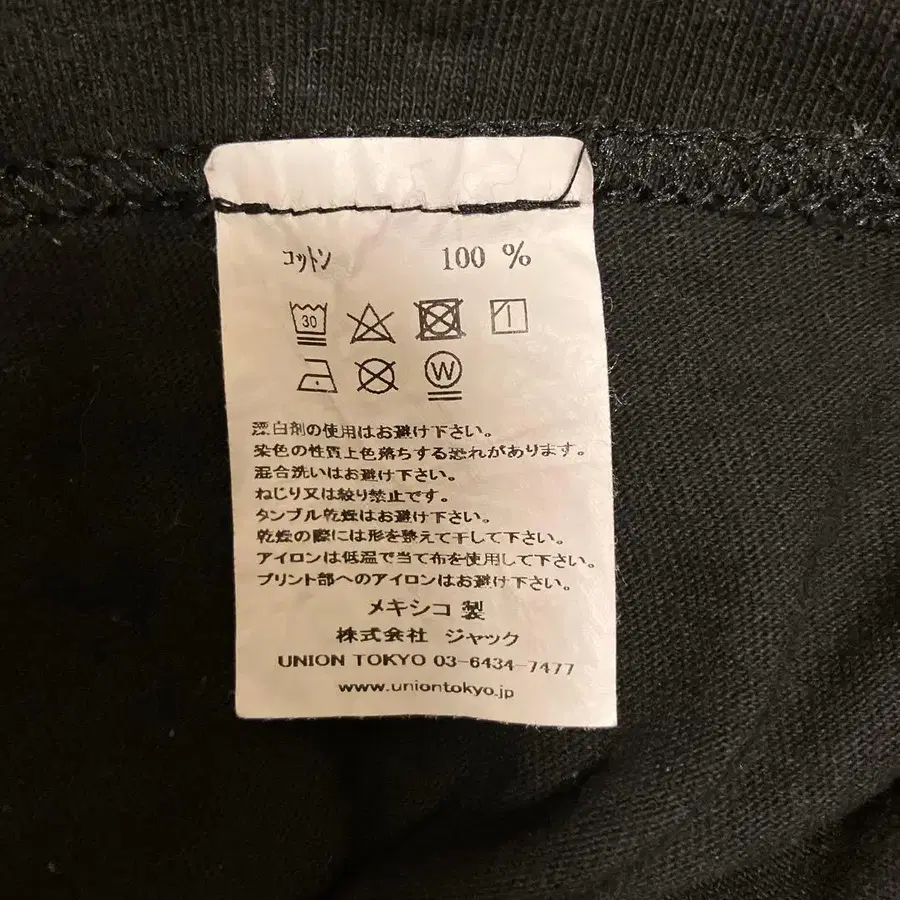 コットン 100 %
30
W
漂白剤の使用はお避け下さい。
染色の性質上色落ちする恐れがあります。
混合洗いはお避け下さい。
ねじり又は絞り禁止です。
タンブル乾燥はお避け下さい。
乾燥の際には形を整えて干して下さい。
アイロンは低温で当て布を使用して下さい。
プリント部へのアイロンはお避け下さい。
メキシコ 製
株式会社 ジャック
UNION TOKYO 03-6434-7477
www.uniontokyo.jp